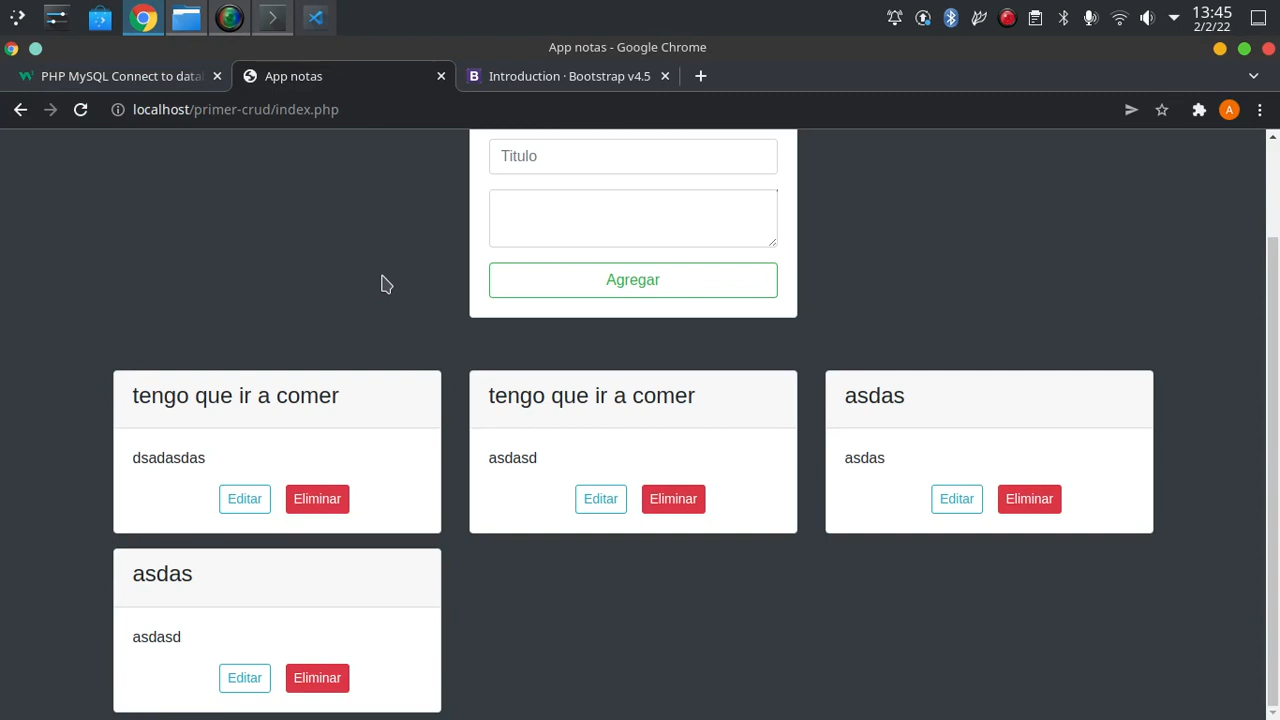 13:45
2/2/22
App notas - Google Chrome
PHP MySQL Connect to datal
App notas
Introduction · Bootstrap v4.5
localhost/primer-crud/index.php
A
Titulo
Agregar
tengo que ir a comer
dsadasdas
Editar
Eliminar
tengo que ir a comer
asdasd
Editar
Eliminar
asdas
asdas
Editar
Eliminar
asdas
asdasd
Editar
Eliminar